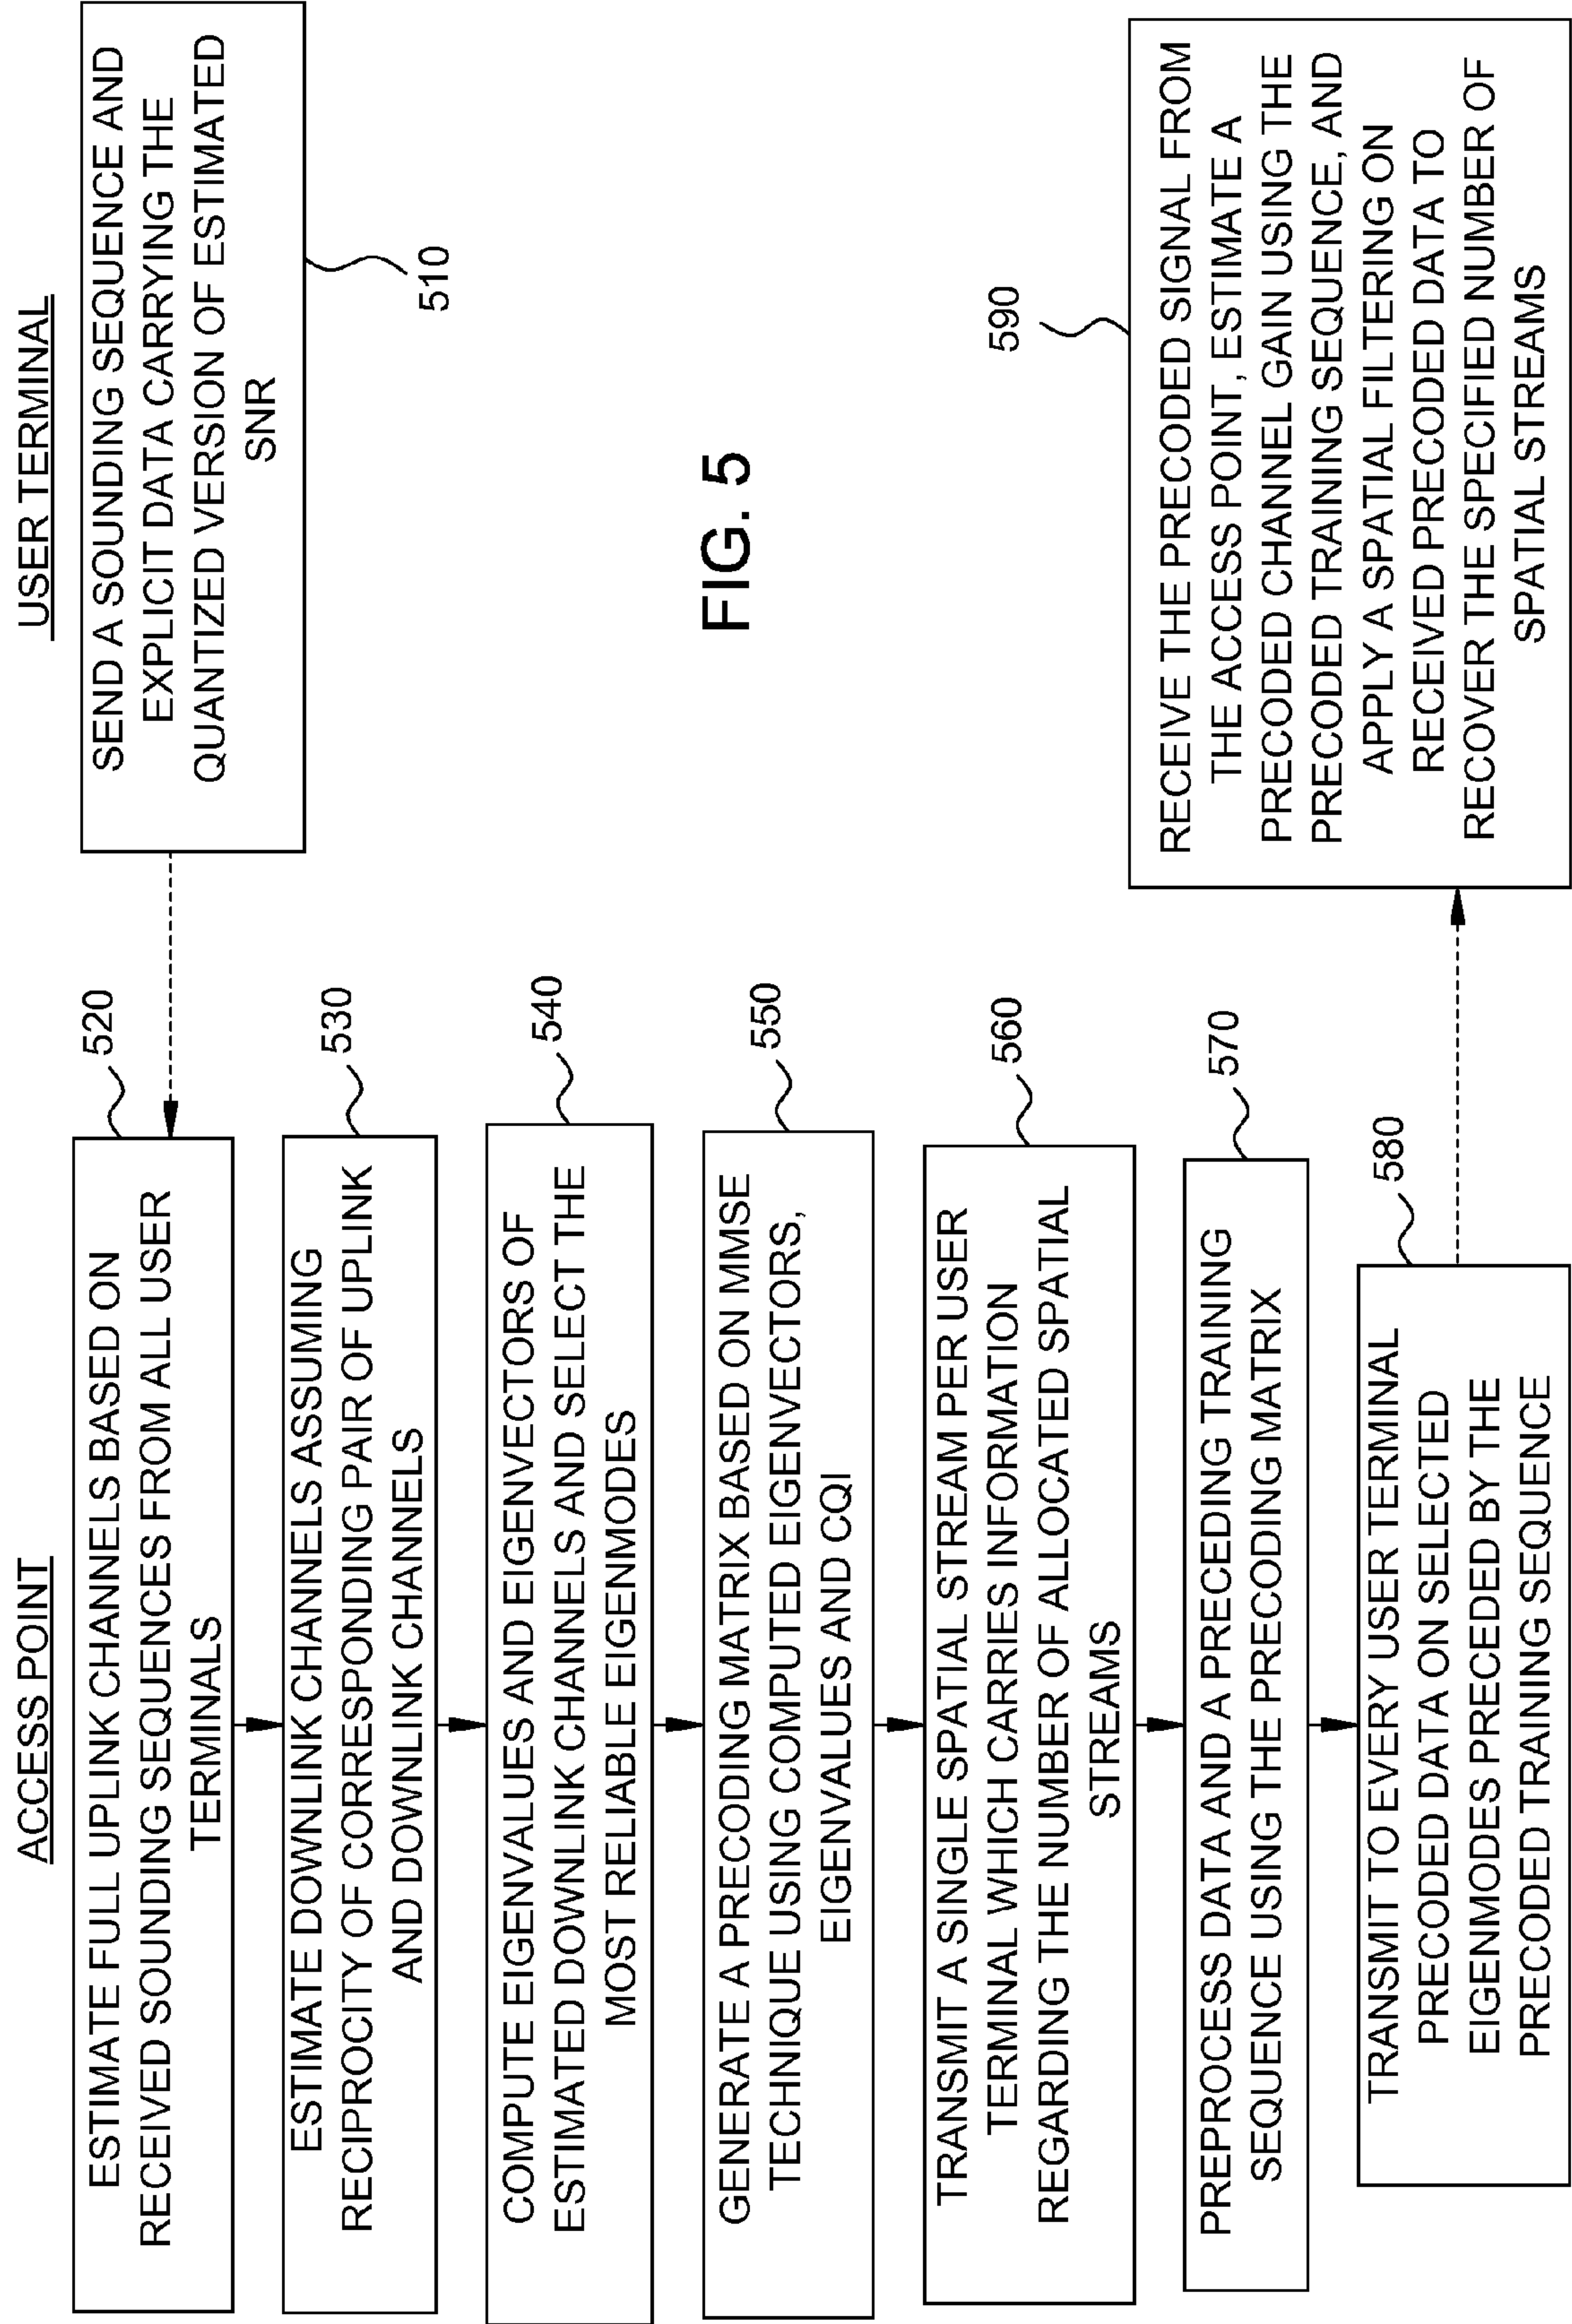 ACCESS POINT
USER TERMINAL
SEND A SOUNDING SEQUENCE AND
EXPLICIT DATA CARRYING THE
QUANTIZED VERSION OF ESTIMATED
SNR
510
520
ESTIMATE FULL UPLINK CHANNELS BASED ON
RECEIVED SOUNDING SEQUENCES FROM ALL USER
TERMINALS
530
ESTIMATE DOWNLINK CHANNELS ASSUMING
RECIPROCITY OF CORRESPONDING PAIR OF UPLINK
AND DOWNLINK CHANNELS
540
COMPUTE EIGENVALUES AND EIGENVECTORS OF
ESTIMATED DOWNLINK CHANNELS AND SELECT THE
MOST RELIABLE EIGENMODES
550
GENERATE A PRECODING MATRIX BASED ON MMSE
TECHNIQUE USING COMPUTED EIGENVECTORS,
EIGENVALUES AND CQI
560
TRANSMIT A SINGLE SPATIAL STREAM PER USER
TERMINAL WHICH CARRIES INFORMATION
REGARDING THE NUMBER OF ALLOCATED SPATIAL
STREAMS
570
PREPROCESS DATA AND A PRECEDING TRAINING
SEQUENCE USING THE PRECODING MATRIX
580
TRANSMIT TO EVERY USER TERMINAL
PRECODED DATA ON SELECTED
EIGENMODES PRECEDED BY THE
PRECODED TRAINING SEQUENCE
590
RECEIVE THE PRECODED SIGNAL FROM
THE ACCESS POINT, ESTIMATE A
PRECODED CHANNEL GAIN USING THE
PRECODED TRAINING SEQUENCE, AND
APPLY A SPATIAL FILTERING ON
RECEIVED PRECODED DATA TO
RECOVER THE SPECIFIED NUMBER OF
SPATIAL STREAMS
FIG. 5